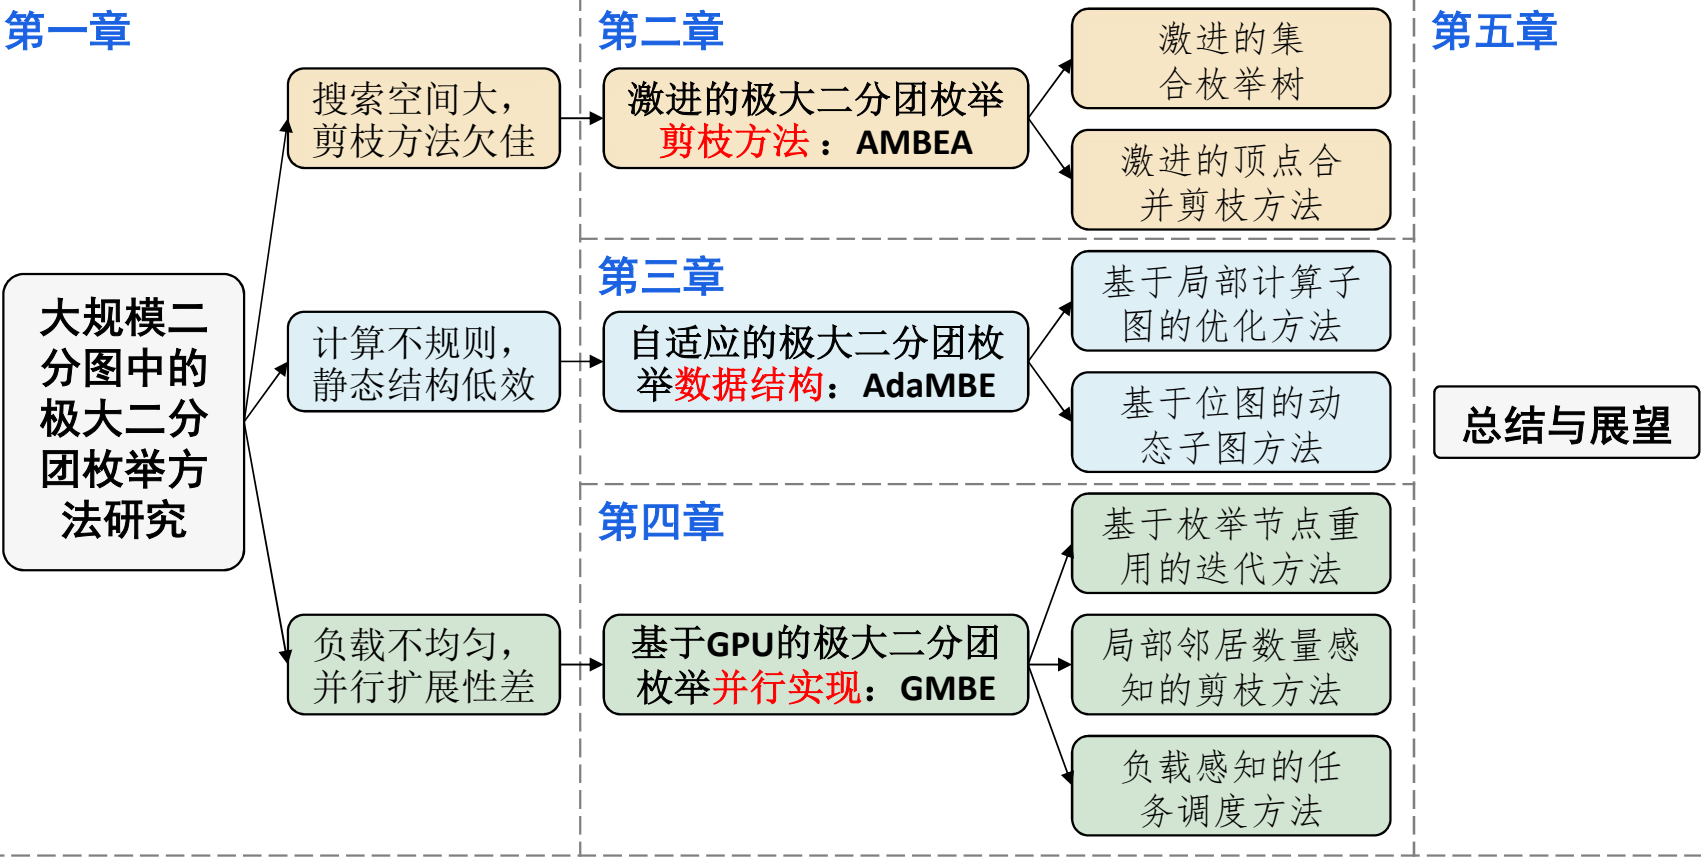 第一章
大规模二
分图中的
极大二分
团枚举方
法研究
搜索空间大，
剪枝方法欠佳
计算不规则，
静态结构低效
负载不均匀，
并行扩展性差
第二章
激进的极大二分团枚举
剪枝方法：AMBEA
激进的集
合枚举树
激进的顶点合
并剪枝方法
第三章
自适应的极大二分团枚
举数据结构：AdaMBE
基于局部计算子
图的优化方法
基于位图的动
态子图方法
第四章
基于GPU的极大二分团
枚举并行实现：GMBE
基于枚举节点重
用的迭代方法
局部邻居数量感
知的剪枝方法
负载感知的任
务调度方法
第五章
总结与展望